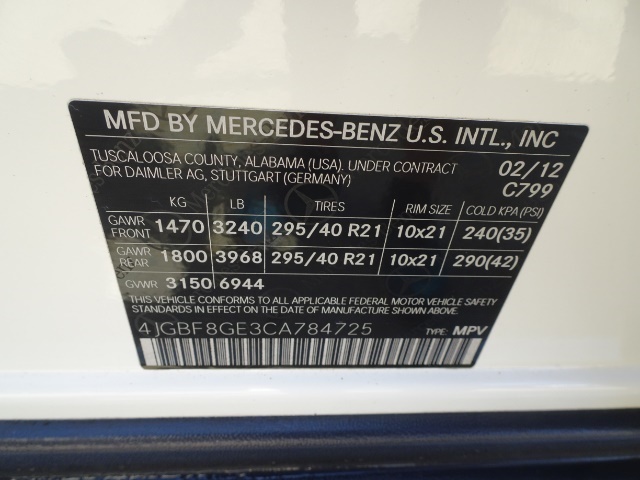 MFD BY MERCEDES-BENZ U.S. INTL., INC
TUSCALOOSA COUNTY, ALABAMA (USA). UNDER CONTRACT 02/12
FOR DAIMLER AG, STUTTGART (GERMANY) C799
KG LB TIRES RIM SIZE COLD KPA (PSI)
GAWR FRONT 1470 3240 295/40 R21 10x21 240(35)
GAWR REAR 1800 3968 295/40 R21 10x21 290(42)
GVWR 3150 6944
THIS VEHICLE CONFORMS TO ALL APPLICABLE FEDERAL MOTOR VEHICLE SAFETY
STANDARDS IN EFFECT ON THE DATE OF MANUFACTURE SHOWN ABOVE.
4JGBF8GE3CA784725 TYPE: MPV